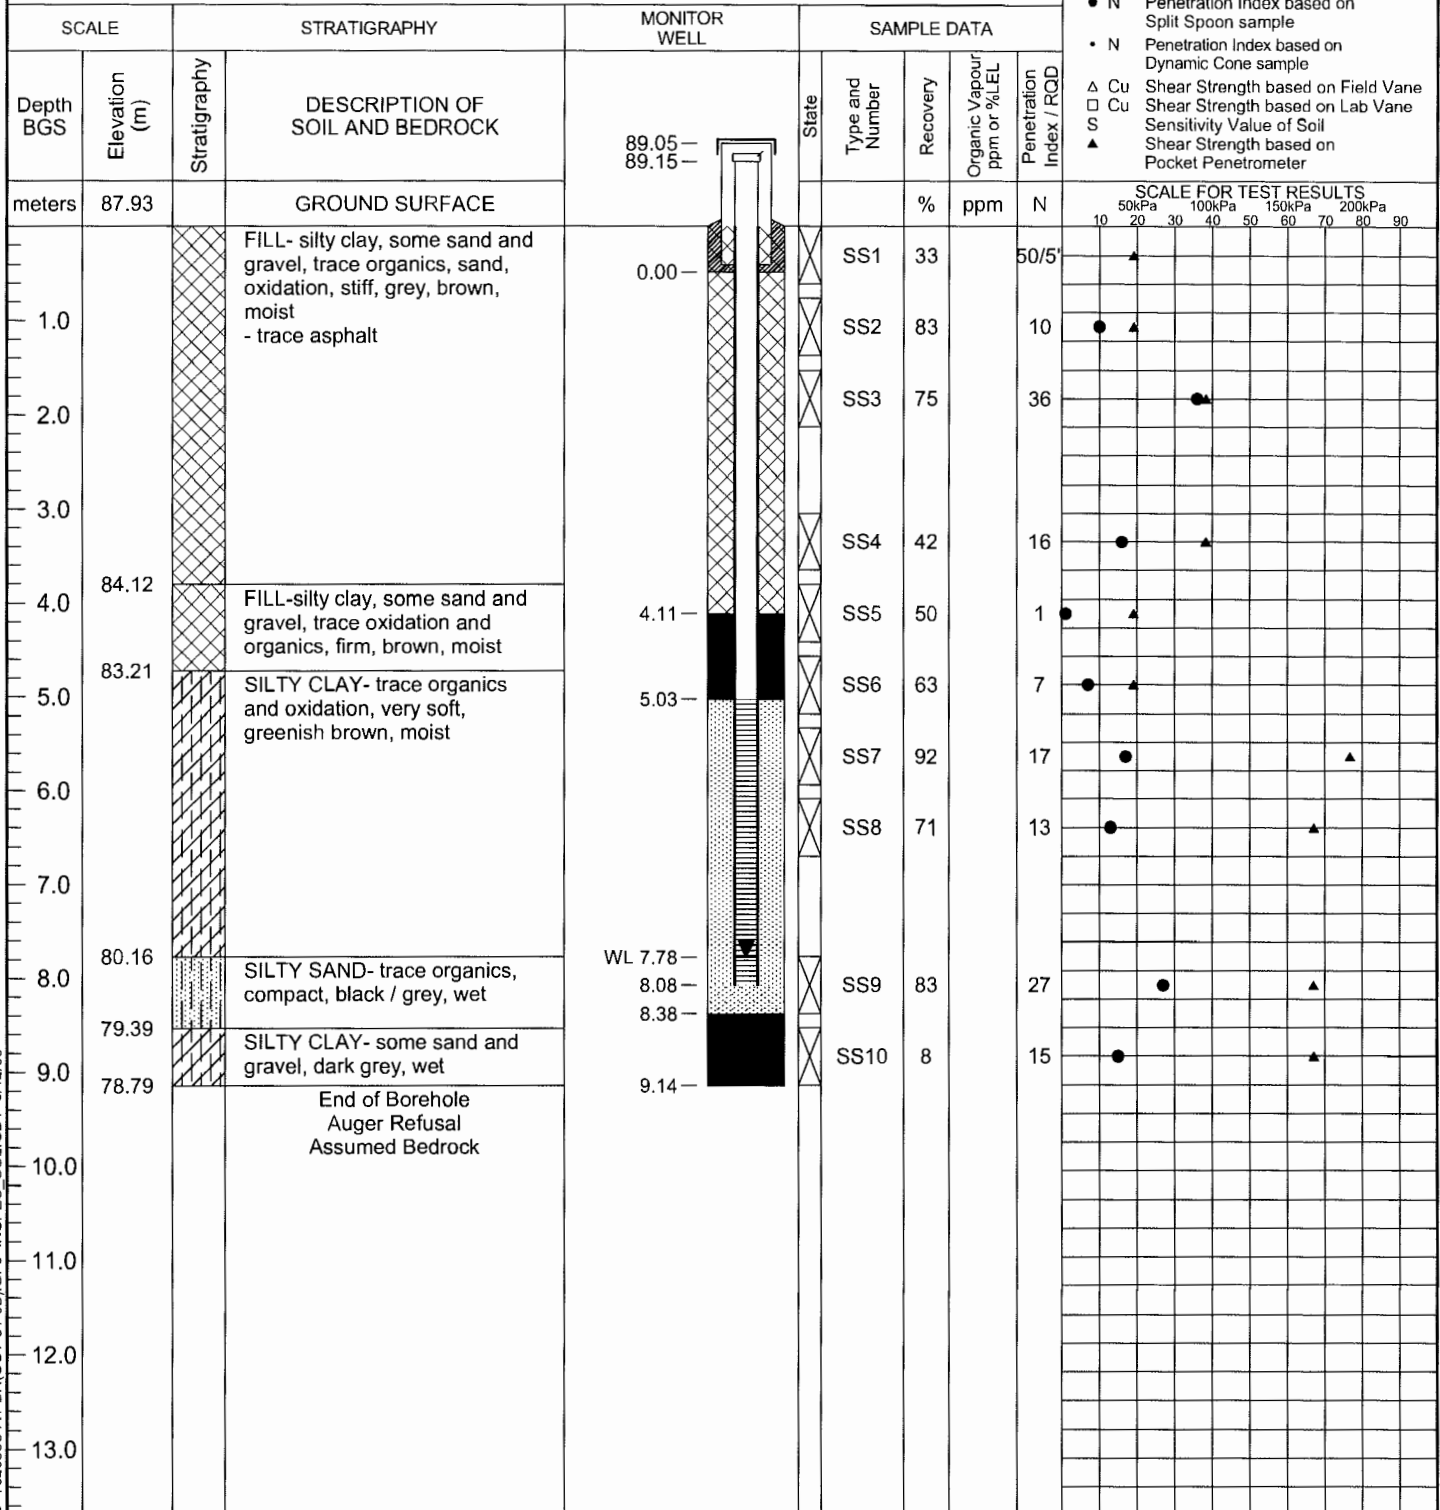 ● N Penetration Index based on
Split Spoon sample
• N Penetration Index based on
Dynamic Cone sample
△ Cu Shear Strength based on Field Vane
□ Cu Shear Strength based on Lab Vane
S Sensitivity Value of Soil
▲ Shear Strength based on
Pocket Penetrometer
SCALE
STRATIGRAPHY
MONITOR
WELL
SAMPLE DATA
Depth
BGS
Elevation
(m)
Stratigraphy
DESCRIPTION OF
SOIL AND BEDROCK
State
Type and
Number
Recovery
Organic Vapour
ppm or %LEL
Penetration
Index / RQD
89.05
89.15
meters 87.93 GROUND SURFACE % ppm N
SCALE FOR TEST RESULTS
50kPa 100kPa 150kPa 200kPa
10 20 30 40 50 60 70 80 90
FILL- silty clay, some sand and
gravel, trace organics, sand,
oxidation, stiff, grey, brown,
moist
- trace asphalt
0.00
SS1 33 50/5'
1.0
SS2 83 10
SS3 75 36
2.0
3.0
SS4 42 16
84.12
4.0
FILL-silty clay, some sand and
gravel, trace oxidation and
organics, firm, brown, moist
4.11
SS5 50 1
83.21
SILTY CLAY- trace organics
and oxidation, very soft,
greenish brown, moist
5.0
5.03
SS6 63 7
SS7 92 17
6.0
SS8 71 13
7.0
80.16
WL 7.78
8.0
SILTY SAND- trace organics,
compact, black / grey, wet
8.08
SS9 83 27
8.38
79.39
SILTY CLAY- some sand and
gravel, dark grey, wet
SS10 8 15
9.0
78.79
9.14
End of Borehole
Auger Refusal
Assumed Bedrock
10.0
11.0
12.0
13.0